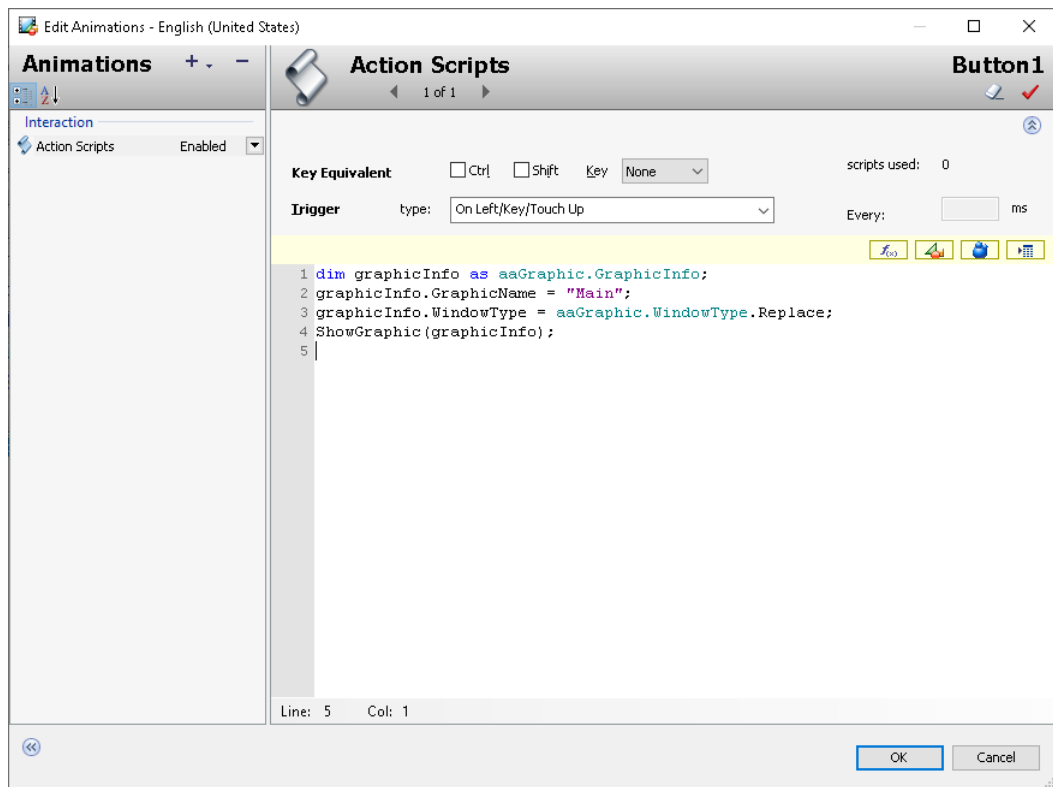 Edit Animations - English (United States)
Animations
Action Scripts
Button1
1 of 1
Interaction
Action Scripts Enabled
Key Equivalent Ctrl Shift Key None scripts used: 0
Trigger type: On Left/Key/Touch Up Every: ms
1 dim graphicInfo as aaGraphic.GraphicInfo;
2 graphicInfo.GraphicName = "Main";
3 graphicInfo.WindowType = aaGraphic.WindowType.Replace;
4 ShowGraphic(graphicInfo);
5
Line: 5 Col: 1
OK Cancel